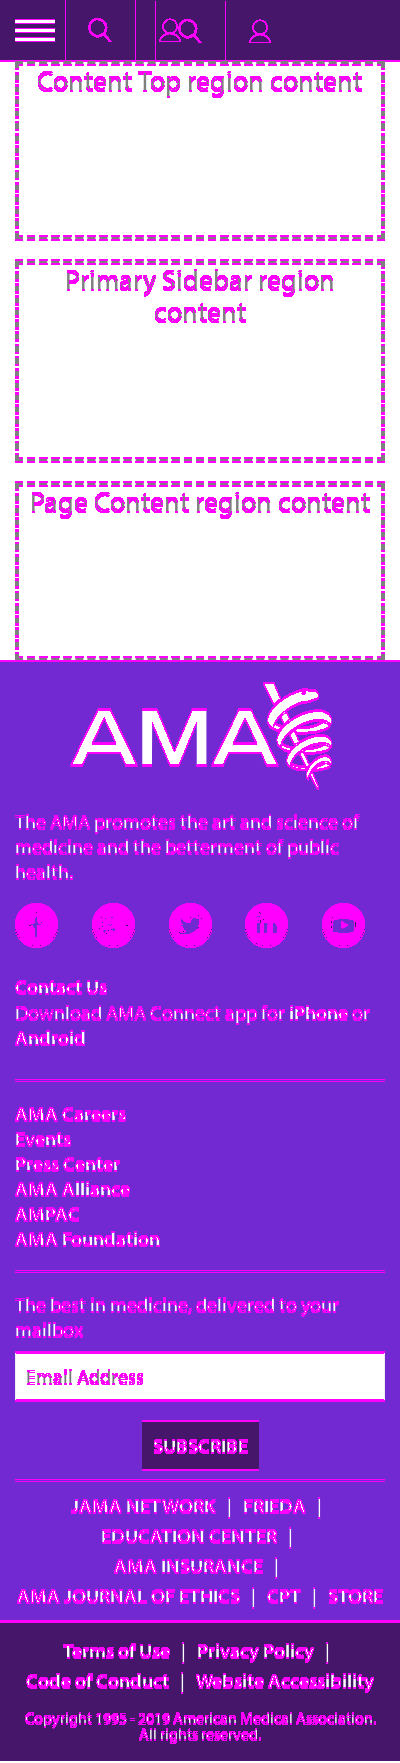 Content Top region content
Primary Sidebar region
content
Page Content region content
AMA
The AMA promotes the art and science of
medicine and the betterment of public
health.
Contact Us
Download AMA Connect app for iPhone or
Android
AMA Careers
Events
Press Center
AMA Alliance
AMPAC
AMA Foundation
The best in medicine, delivered to your
mailbox
Email Address
SUBSCRIBE
JAMA NETWORK | FRIEDA |
EDUCATION CENTER |
AMA INSURANCE |
AMA JOURNAL OF ETHICS | CPT | STORE
Terms of Use | Privacy Policy |
Code of Conduct | Website Accessibility
Copyright 1995 - 2019 American Medical Association.
All rights reserved.